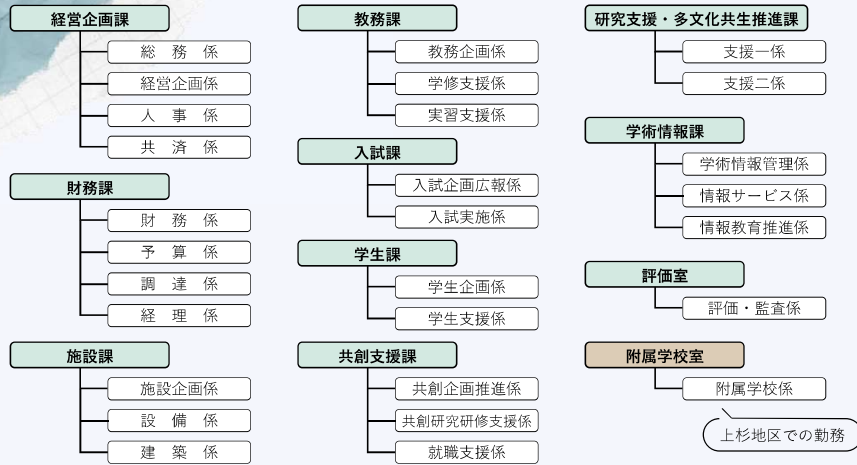 経営企画課
総 務 係
経営企画係
人 事 係
共 済 係
財務課
財 務 係
予 算 係
調 達 係
経 理 係
施設課
施設企画係
設 備 係
建 築 係
教務課
教務企画係
学修支援係
実習支援係
入試課
入試企画広報係
入試実施係
学生課
学生企画係
学生支援係
共創支援課
共創企画推進係
共創研究研修支援係
就職支援係
研究支援・多文化共生推進課
支援一係
支援二係
学術情報課
学術情報管理係
情報サービス係
情報教育推進係
評価室
評価・監査係
附属学校室
附属学校係
上杉地区での勤務